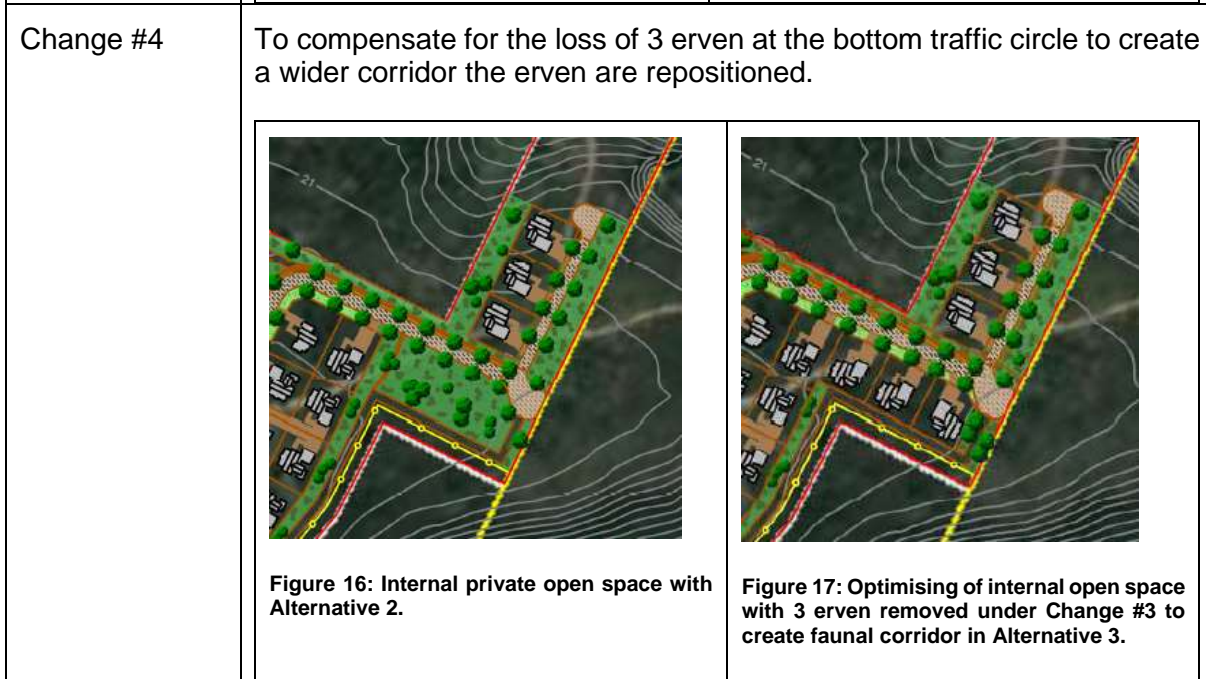 Change #4
To compensate for the loss of 3 erven at the bottom traffic circle to create
a wider corridor the erven are repositioned.
21
21
Figure 16: Internal private open space with
Alternative 2.
Figure 17: Optimising of internal open space
with 3 erven removed under Change #3 to
create faunal corridor in Alternative 3.